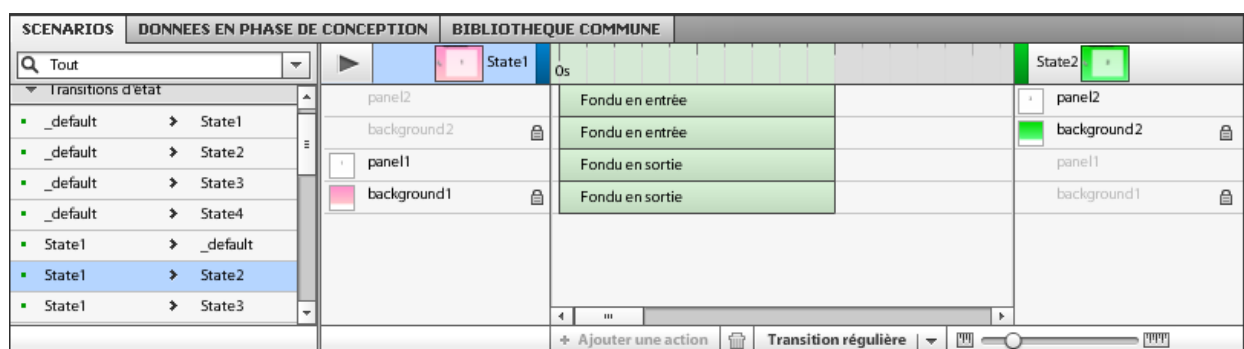 SCENARIOS
DONNEES EN PHASE DE CONCEPTION
BIBLIOTHEQUE COMMUNE
Tout
Transitions d'état
_default State1
_default State2
_default State3
_default State4
State1 _default
State1 State2
State1 State3
State1
0s
State2
panel2
Fondu en entrée
panel2
background2
Fondu en entrée
background2
panel1
Fondu en sortie
panel1
background1
Fondu en sortie
background1
+ Ajouter une action
Transition régulière